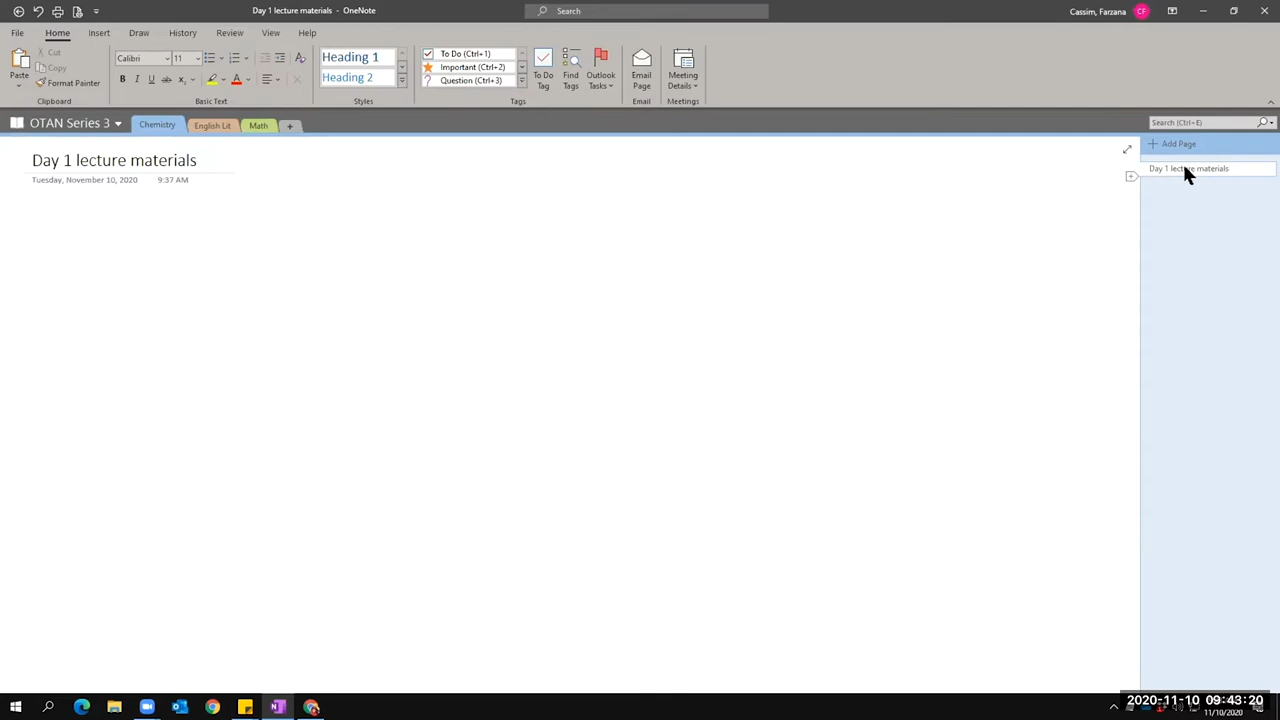 Day 1 lecture materials - OneNote
Search
Cassim, Farzana
CF
File Home Insert Draw History Review View Help
Paste
Cut
Copy
Format Painter
Clipboard
Calibri 11
B I U ab x
A
Basic Text
Heading 1
Heading 2
Styles
To Do (Ctrl+1)
Important (Ctrl+2)
Question (Ctrl+3)
To Do Tag
Find Tags
Tags
Outlook Tasks
Email Page
Email
Meeting Details
Meetings
OTAN Series 3
Chemistry
English Lit
Math
Search (Ctrl+E)
Add Page
Day 1 lecture materials
Day 1 lecture materials
Tuesday, November 10, 2020 9:37 AM
2020-11-10 09:43:20
11/10/2020